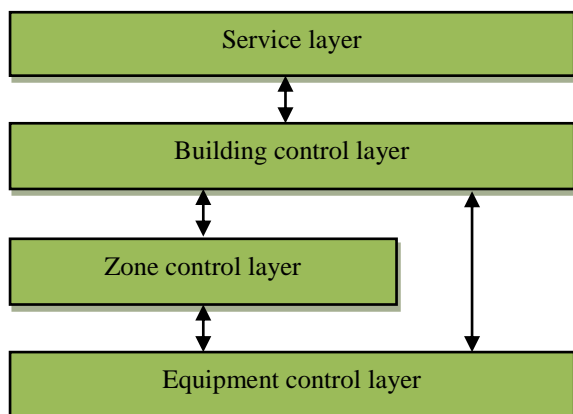 Service layer
Building control layer
Zone control layer
Equipment control layer